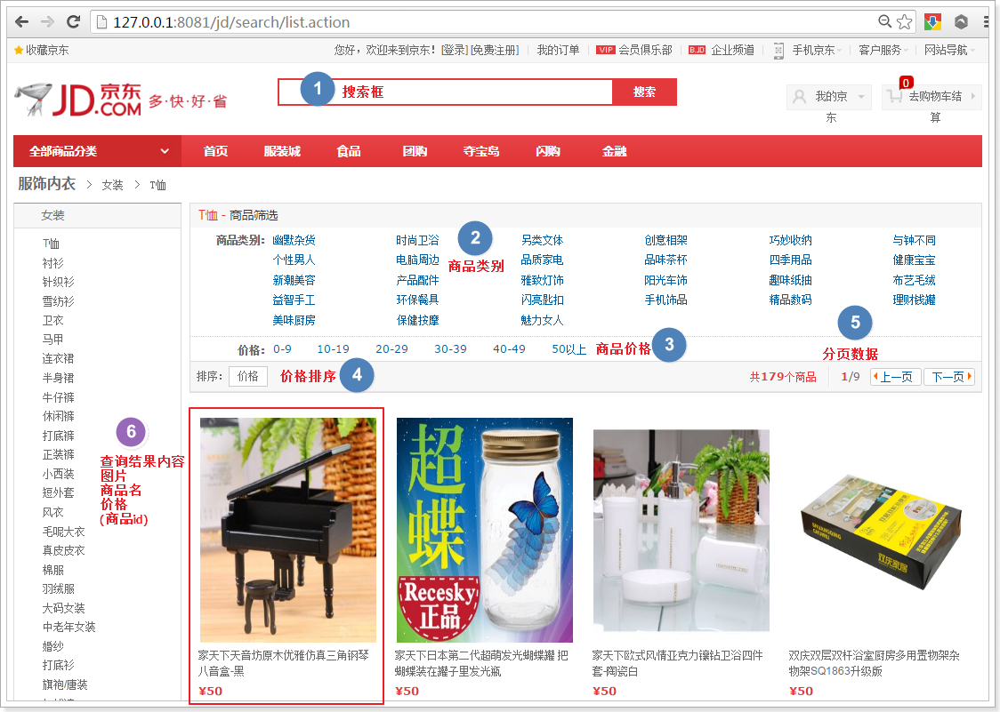 127.0.0.1:8081/jd/search/list.action
收藏京东 您好，欢迎来到京东！[登录] [免费注册] 我的订单 VIP 会员俱乐部 B.JD 企业频道 手机京东 客户服务 网站导航
JD.COM 京东 多·快·好·省
1 搜索框 搜索
我的京东
0 去购物车结算
全部商品分类 首页 服装城 食品 团购 夺宝岛 闪购 金融
服饰内衣 > 女装 > T恤
女装
T恤
衬衫
针织衫
雪纺衫
卫衣
马甲
连衣裙
半身裙
牛仔裤
休闲裤
打底裤
正装裤
小西装
短外套
风衣
毛呢大衣
真皮皮衣
棉服
羽绒服
大码女装
中老年女装
婚纱
打底衫
旗袍/唐装
6
查询结果内容
图片
商品名
价格
(商品id)
T恤 - 商品筛选
商品类别： 幽默杂货 时尚卫浴 另类文体 创意相架 巧妙收纳 与钟不同
个性男人 电脑周边 品质家电 品味茶杯 四季用品 健康宝宝
新潮美容 产品配件 雅致灯饰 阳光车饰 趣味纸抽 布艺毛绒
益智手工 环保餐具 闪亮匙扣 手机饰品 精品数码 理财钱罐
美味厨房 保健按摩 魅力女人
2
商品类别
价格： 0-9 10-19 20-29 30-39 40-49 50以上 商品价格 3
5
分页数据
排序： 价格 价格排序 4 共179个商品 1/9 上一页 下一页
超
蝶
Recesky
正品
双庆家居
家天下天音坊原木优雅仿真三角钢琴
八音盒-黑
¥50
家天下日本第二代超萌发光蝴蝶罐 把
蝴蝶装在罐子里发光瓶
¥50
家天下欧式风情亚克力镶钻卫浴四件
套-陶瓷白
¥50
双庆双层双杆浴室厨房多用置物架杂
物架SQ1863升级版
¥50